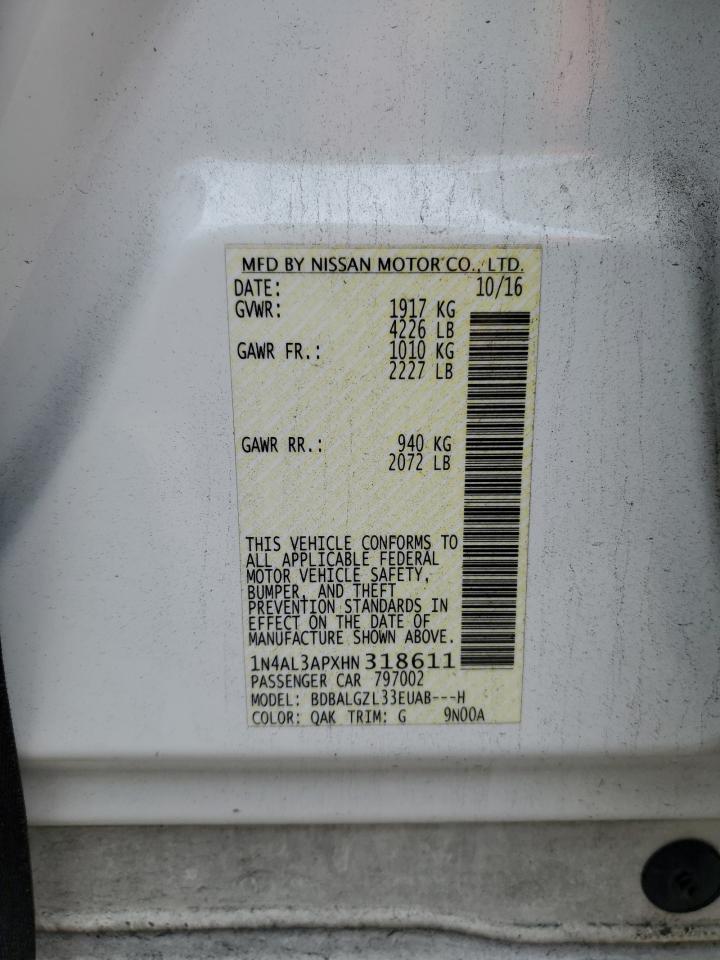 MFD BY NISSAN MOTOR CO., LTD.
DATE: 10/16
GVWR: 1917 KG
4226 LB
GAWR FR.: 1010 KG
2227 LB
GAWR RR.: 940 KG
2072 LB
THIS VEHICLE CONFORMS TO
ALL APPLICABLE FEDERAL
MOTOR VEHICLE SAFETY,
BUMPER, AND THEFT
PREVENTION STANDARDS IN
EFFECT ON THE DATE OF
MANUFACTURE SHOWN ABOVE.
1N4AL3APXHN318611
PASSENGER CAR 797002
MODEL: BDBALGZL33EUAB---H
COLOR: QAK TRIM: G 9N00A